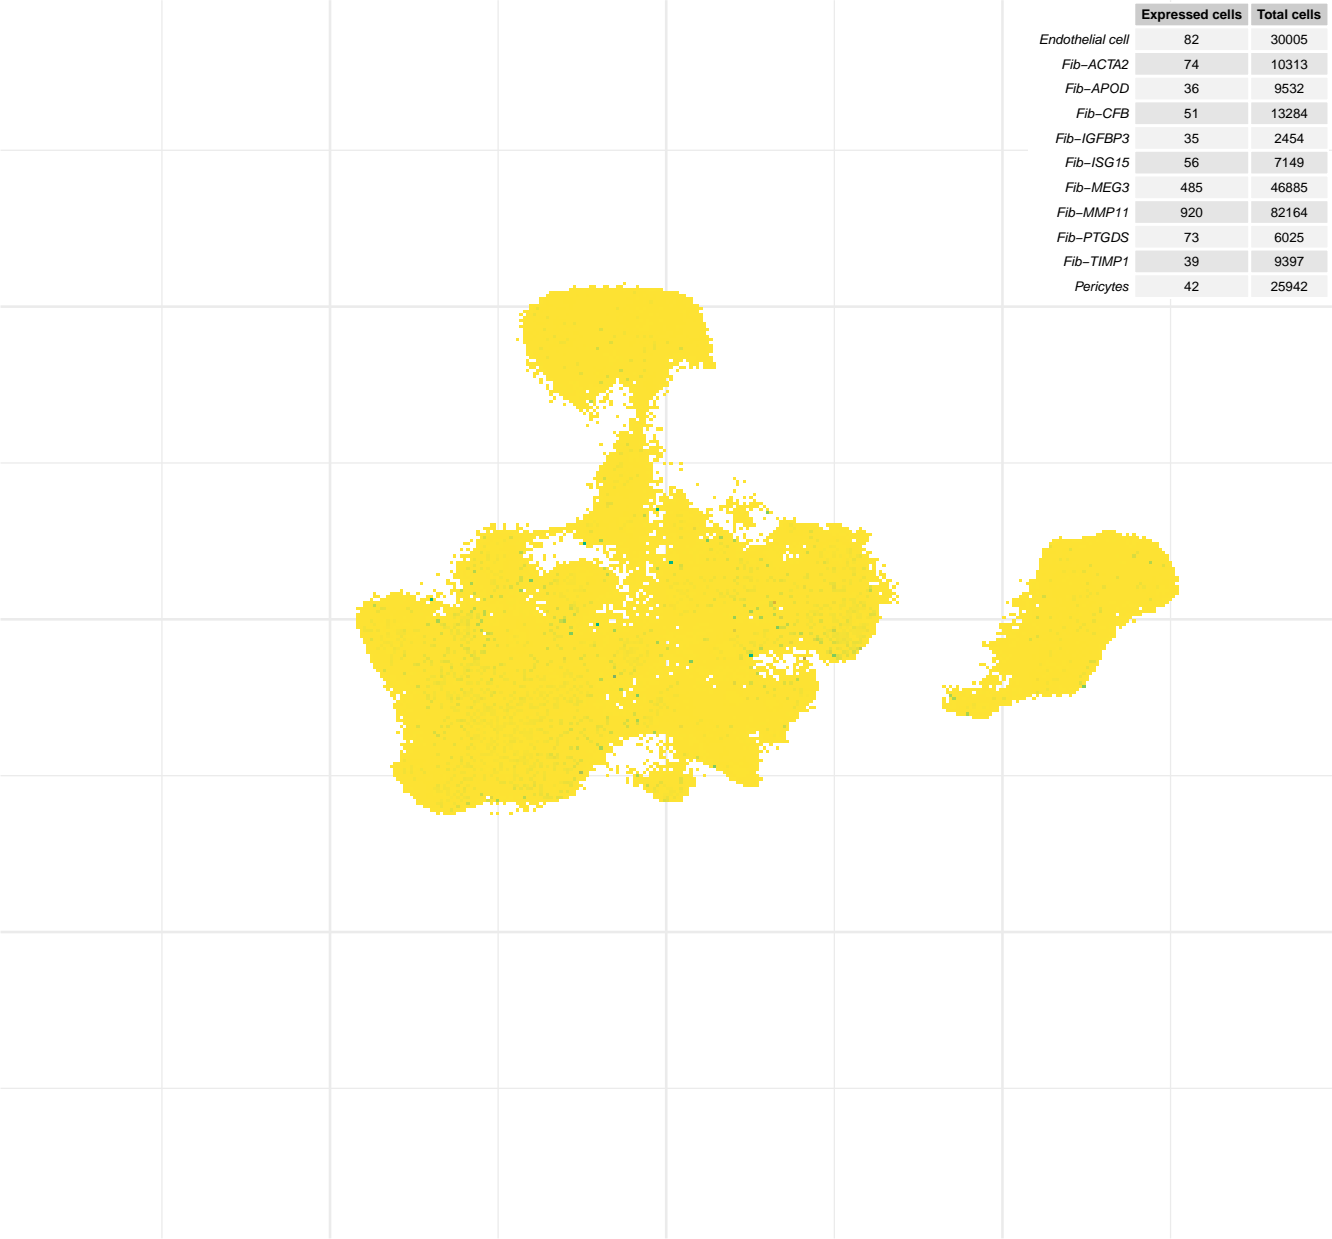 Expressed cells Total cells
Endothelial cell 82 30005
Fib−ACTA2 74 10313
Fib−APOD 36 9532
Fib−CFB 51 13284
Fib−IGFBP3 35 2454
Fib−ISG15 56 7149
Fib−MEG3 485 46885
Fib−MMP11 920 82164
Fib−PTGDS 73 6025
Fib−TIMP1 39 9397
Pericytes 42 25942